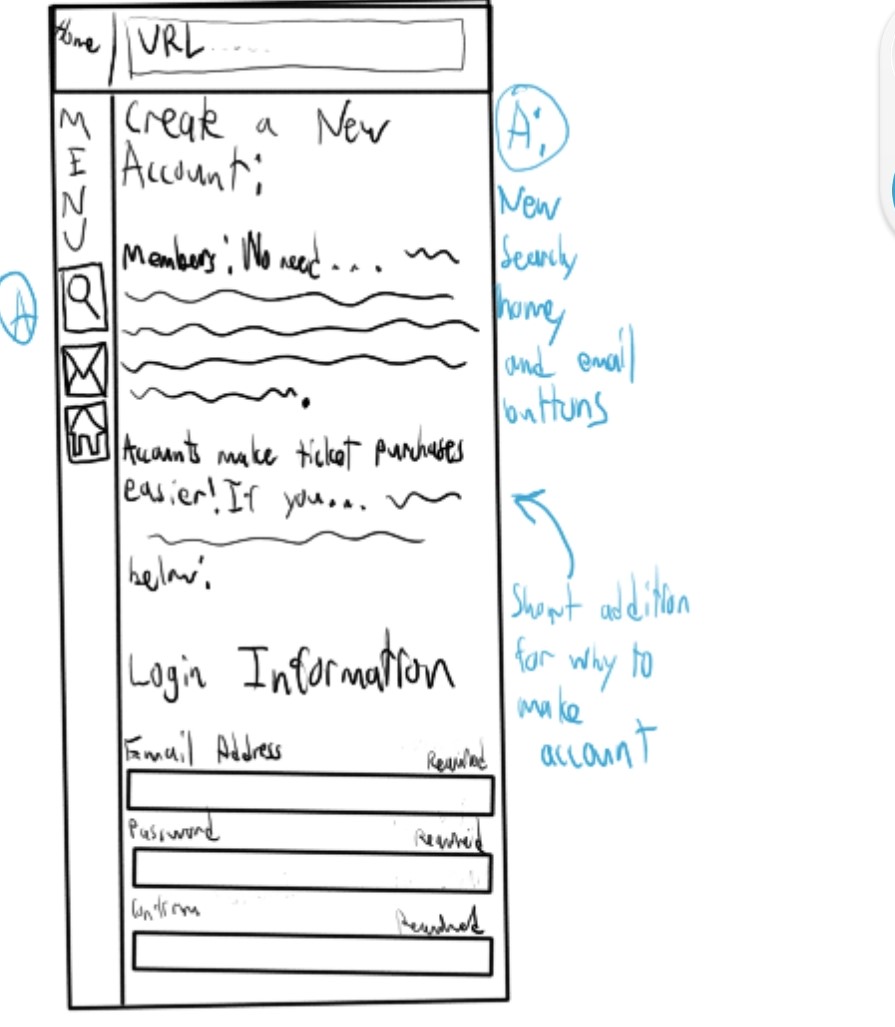 Home
URL.....
MENU
Create a New
Account:
Members: No need....
Accounts make ticket purchases
easier! If you...
below:
Login Information
Email Address Required
Password Required
Confirm Required
A
A:
New
Search
home,
and email
buttons
Short addition
for why to
make
account